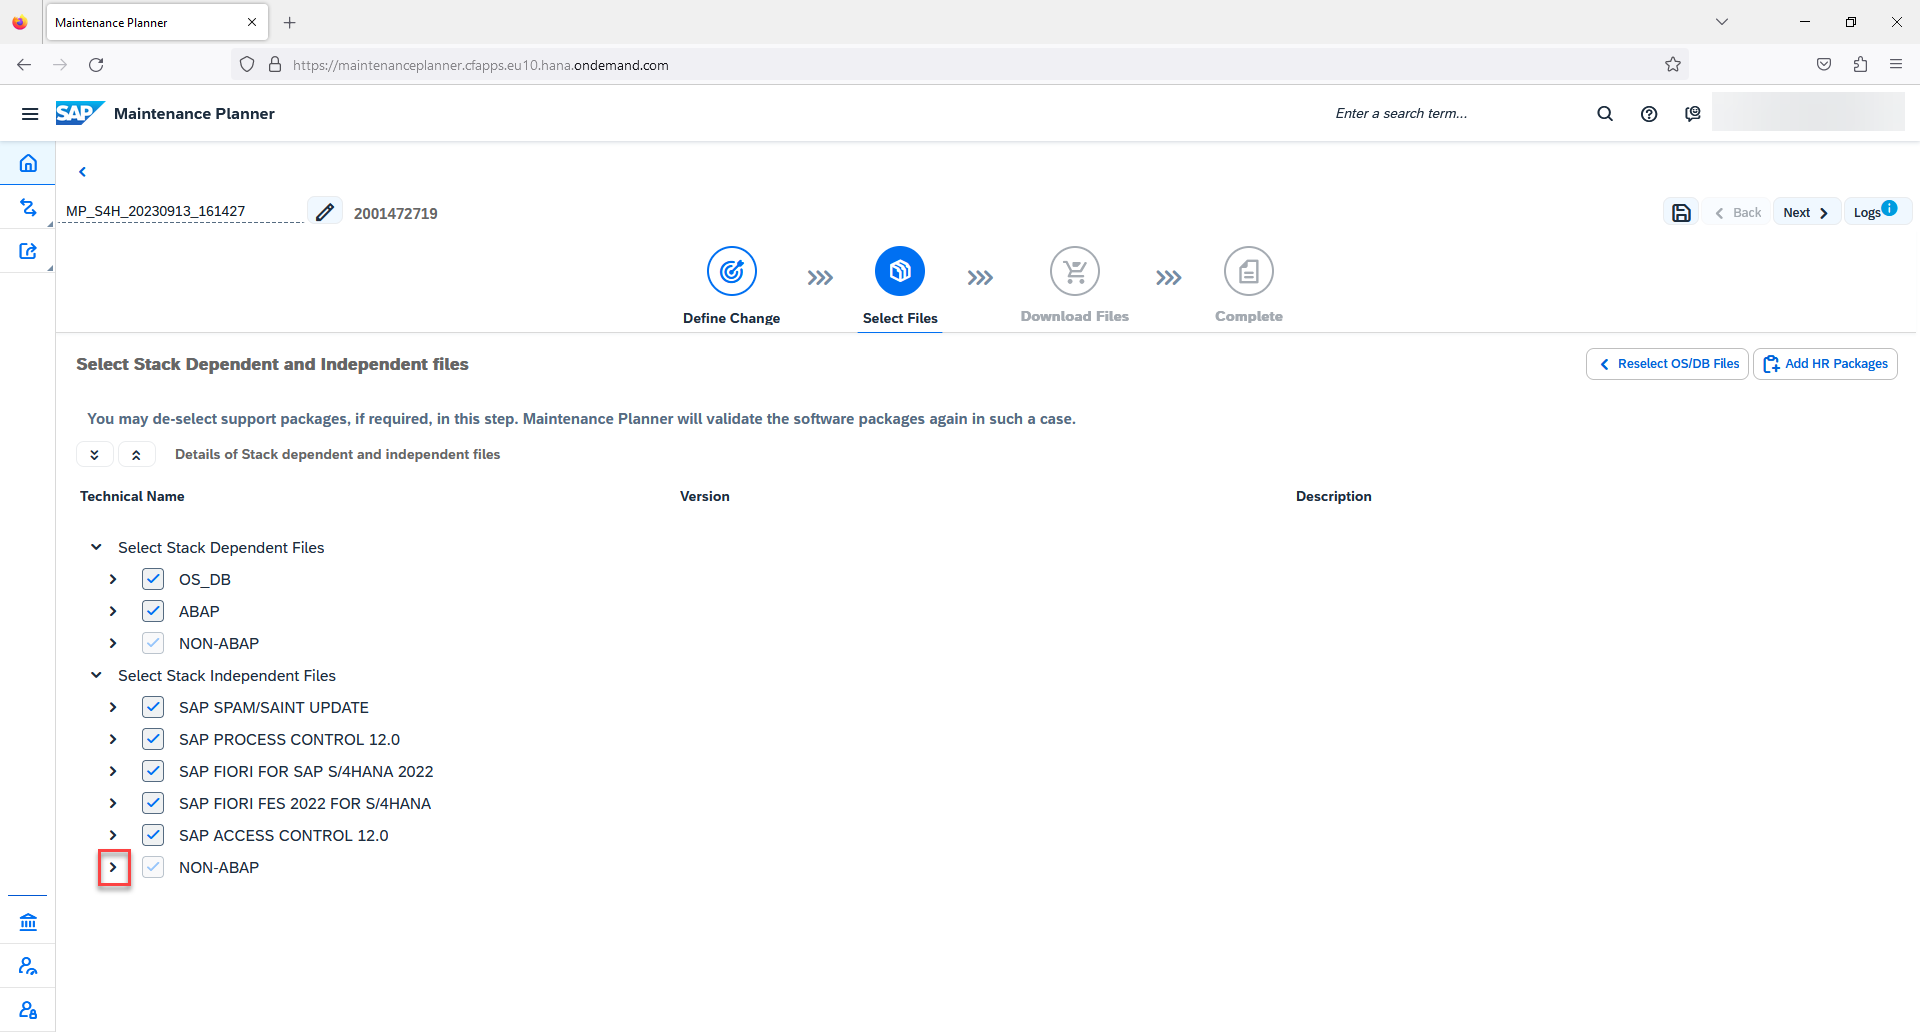 Maintenance Planner
https://maintenanceplanner.cfapps.eu10.hana.ondemand.com
SAP Maintenance Planner
Enter a search term...
MP_S4H_20230913_161427
2001472719
Back
Next
Logs
Define Change
Select Files
Download Files
Complete
Select Stack Dependent and Independent files
Reselect OS/DB Files
Add HR Packages
You may de-select support packages, if required, in this step. Maintenance Planner will validate the software packages again in such a case.
Details of Stack dependent and independent files
Technical Name
Version
Description
Select Stack Dependent Files
OS_DB
ABAP
NON-ABAP
Select Stack Independent Files
SAP SPAM/SAINT UPDATE
SAP PROCESS CONTROL 12.0
SAP FIORI FOR SAP S/4HANA 2022
SAP FIORI FES 2022 FOR S/4HANA
SAP ACCESS CONTROL 12.0
NON-ABAP